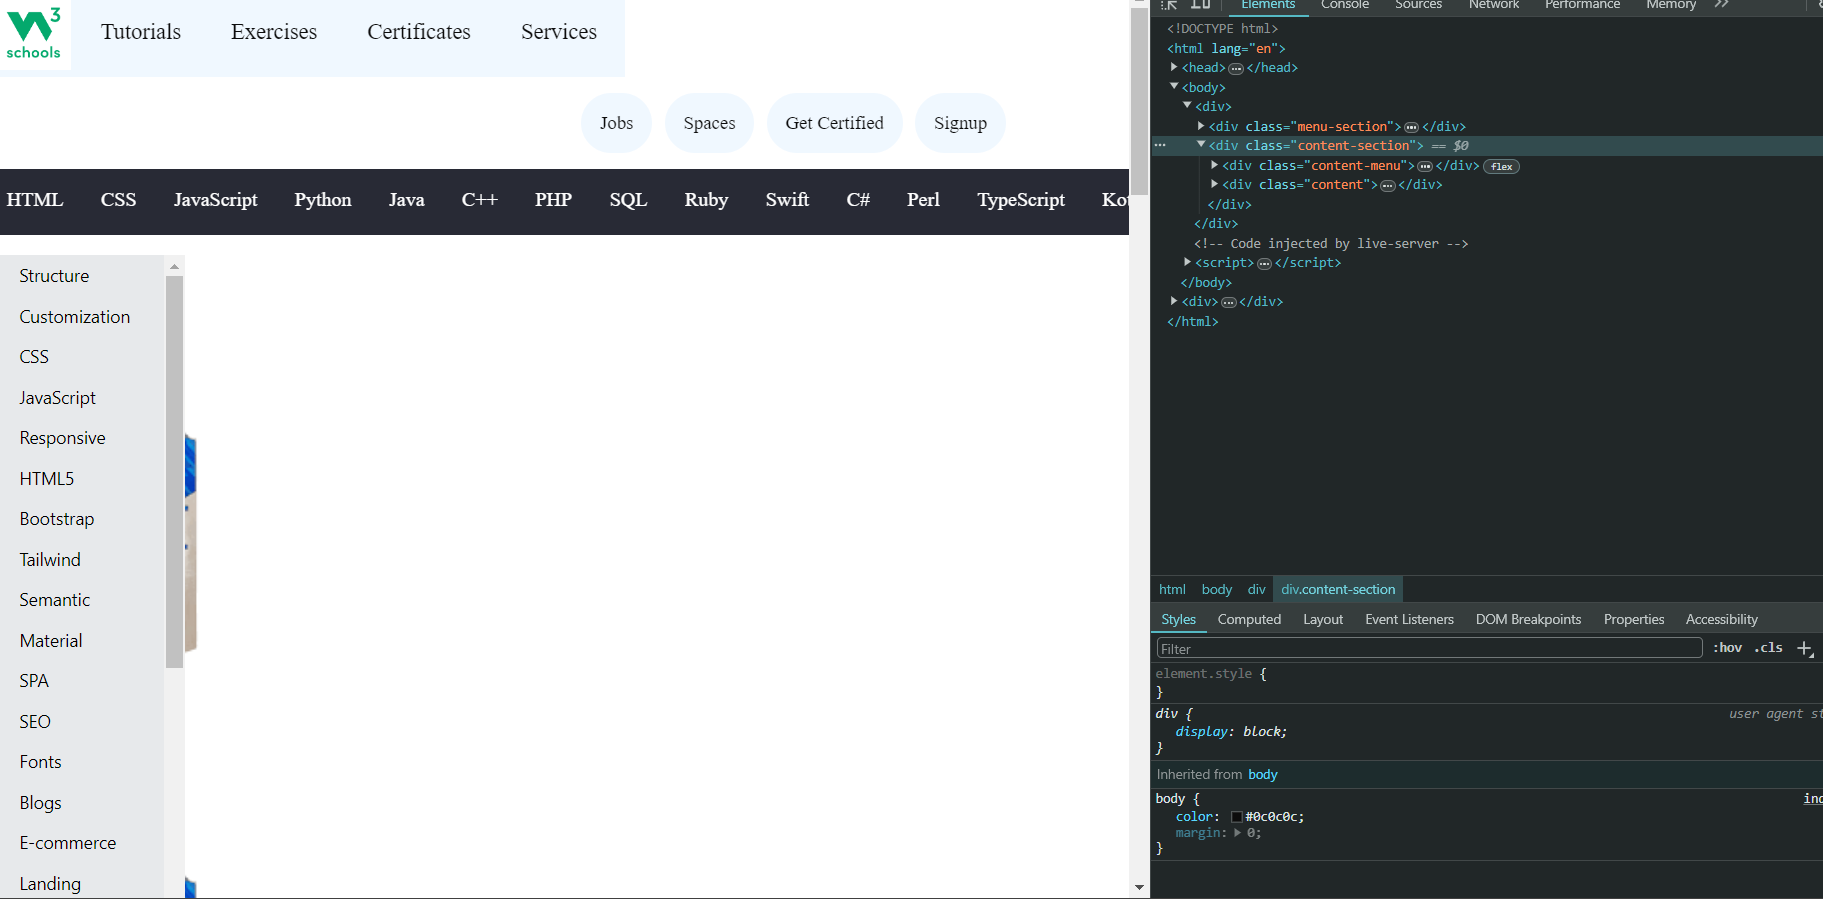 W3
schools
Tutorials Exercises Certificates Services
Jobs Spaces Get Certified Signup
HTML CSS JavaScript Python Java C++ PHP SQL Ruby Swift C# Perl TypeScript Kot
Structure
Customization
CSS
JavaScript
Responsive
HTML5
Bootstrap
Tailwind
Semantic
Material
SPA
SEO
Fonts
Blogs
E-commerce
Landing
Elements Console Sources Network Performance Memory >>
<!DOCTYPE html>
<html lang="en">
<head>…</head>
<body>
<div>
<div class="menu-section">…</div>
… <div class="content-section"> == $0
<div class="content-menu">…</div> flex
<div class="content">…</div>
</div>
</div>
<!-- Code injected by live-server -->
<script>…</script>
</body>
<div>…</div>
</html>
html body div div.content-section
Styles Computed Layout Event Listeners DOM Breakpoints Properties Accessibility
Filter :hov .cls +
element.style {
}
div { user agent st
display: block;
}
Inherited from body
body { ind
color: #0c0c0c;
margin: 0;
}